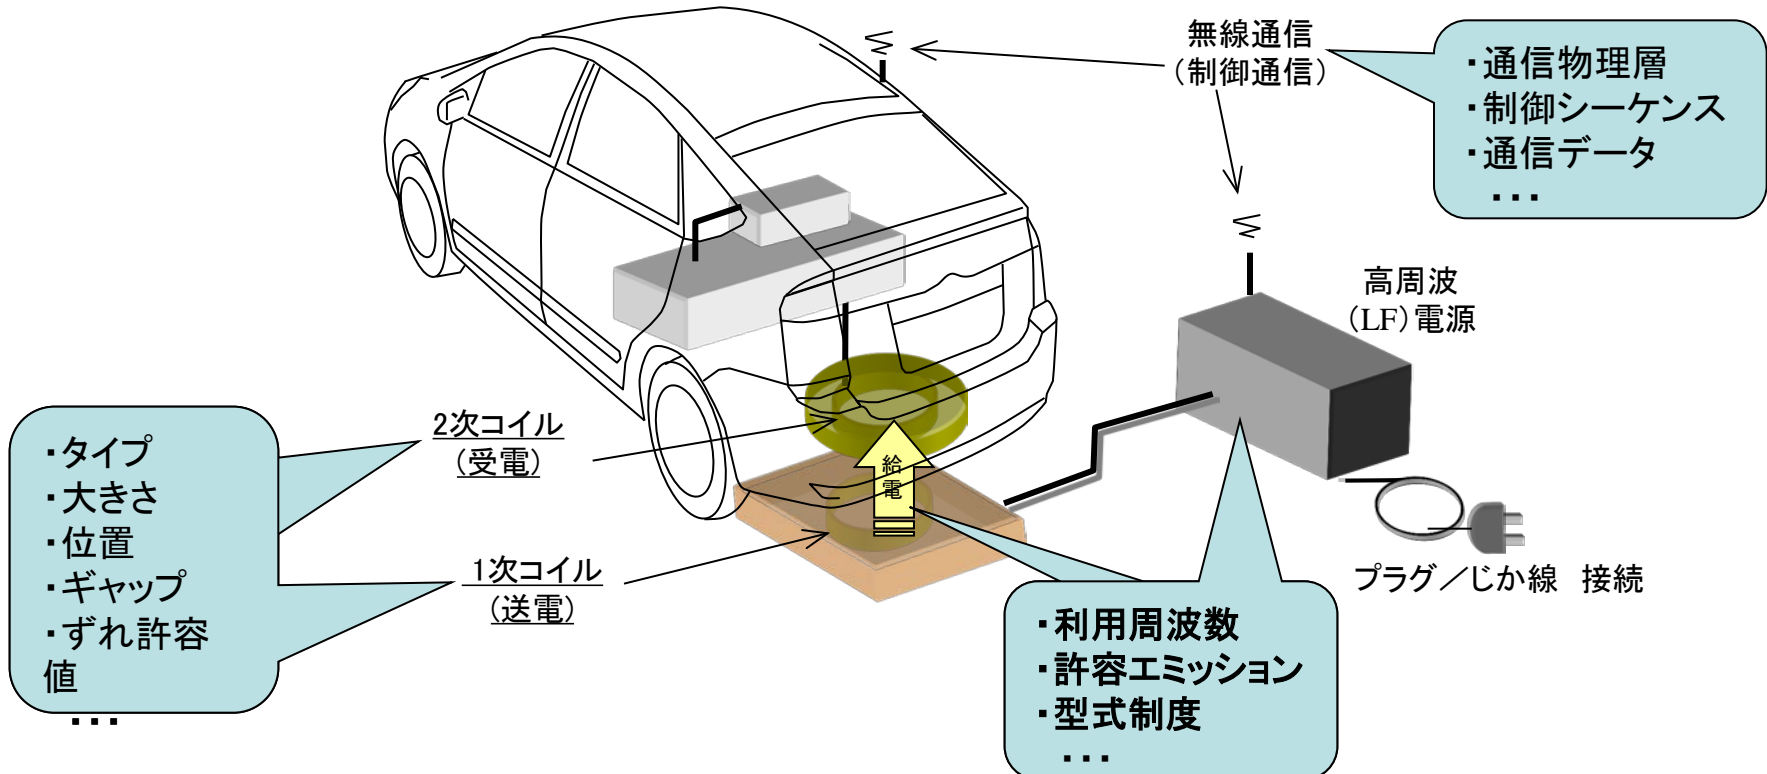 無線通信
（制御通信）
・通信物理層
・制御シーケンス
・通信データ
・・・
高周波
（LF）電源
2次コイル
（受電）
給
電
・タイプ
・大きさ
・位置
・ギャップ
・ずれ許容
値
・・・
1次コイル
（送電）
プラグ／じか線　接続
・利用周波数
・許容エミッション
・型式制度
・・・